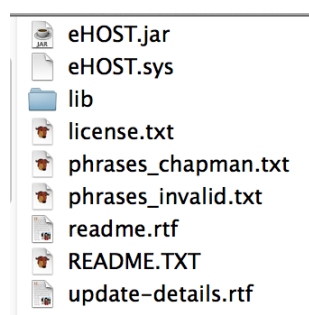 eHOST.jar
eHOST.sys
lib
license.txt
phrases_chapman.txt
phrases_invalid.txt
readme.rtf
README.TXT
update-details.rtf